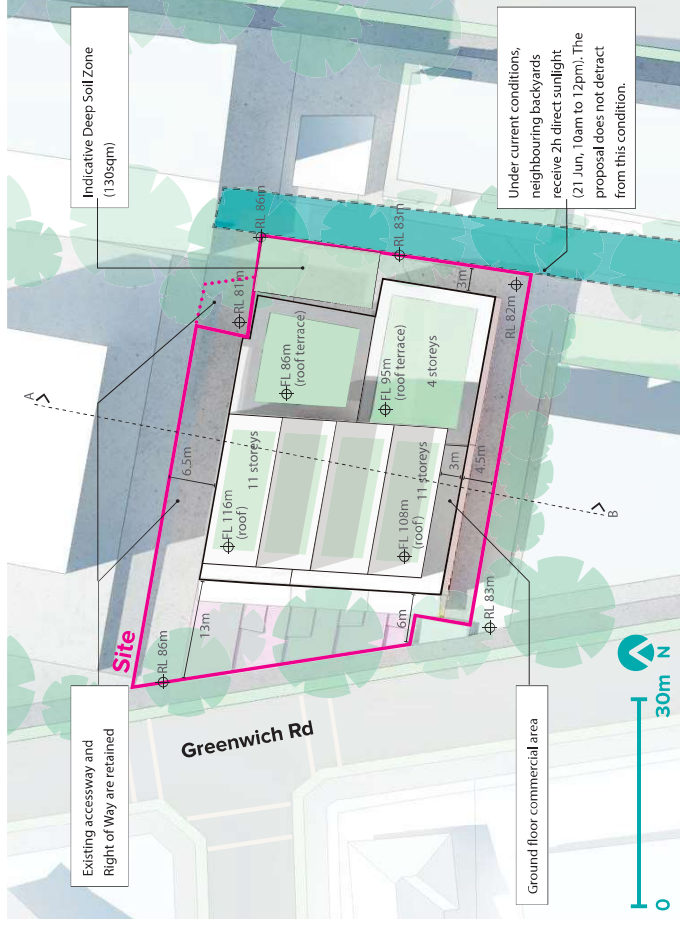 Indicative Deep Soil Zone
(130sqm)
Under current conditions,
neighbouring backyards
receive 2h direct sunlight
(21 Jun, 10am to 12pm). The
proposal does not detract
from this condition.
RL 86m
RL 83m
RL 81m
3m
RL 82m
FL 86m
(roof terrace)
FL 95m
(roof terrace)
4 storeys
A
6.5m
11 storeys
11 storeys
3m
4.5m
FL 116m
(roof)
FL 108m
(roof)
B
13m
6m
RL 83m
Site
RL 86m
Greenwich Rd
Existing accessway and
Right of Way are retained
Ground floor commercial area
N
0
30m